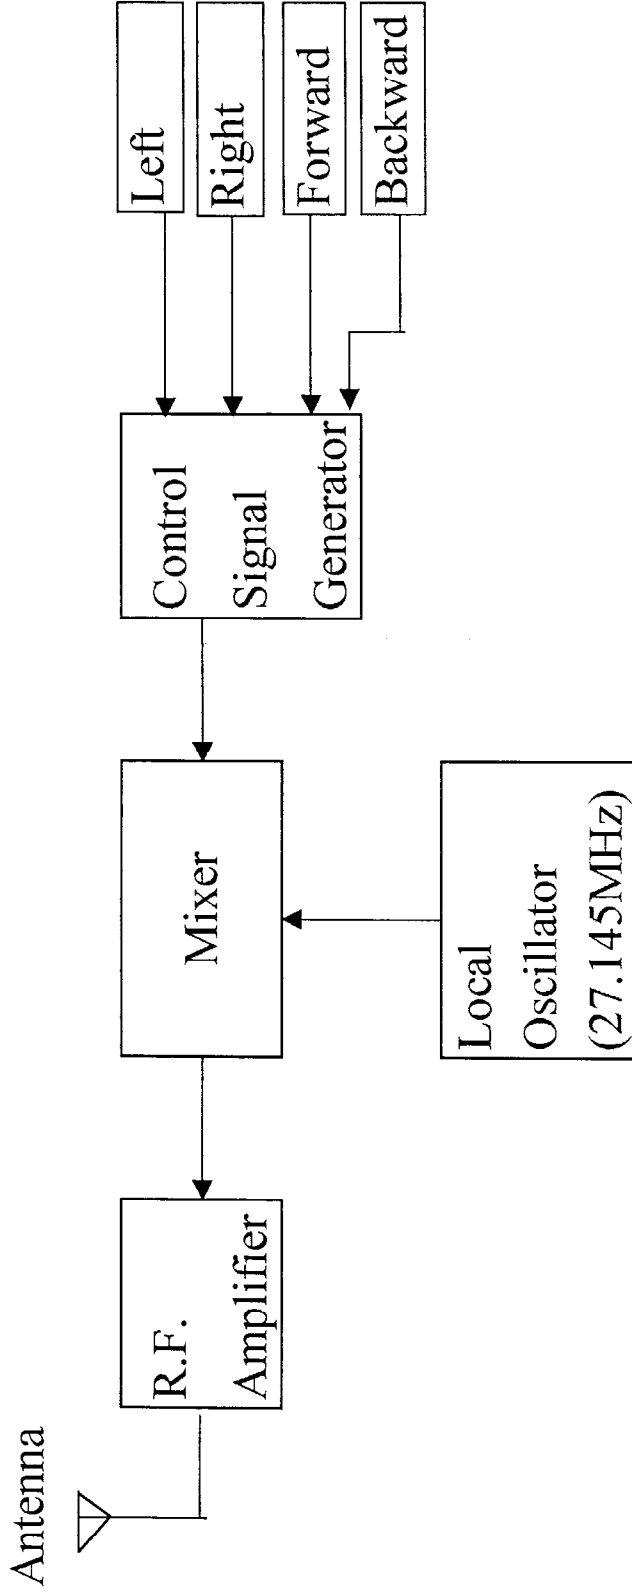 Antenna
R.F.
Amplifier
Mixer
Local
Oscillator
(27.145MHz)
Control
Signal
Generator
Left
Right
Forward
Backward